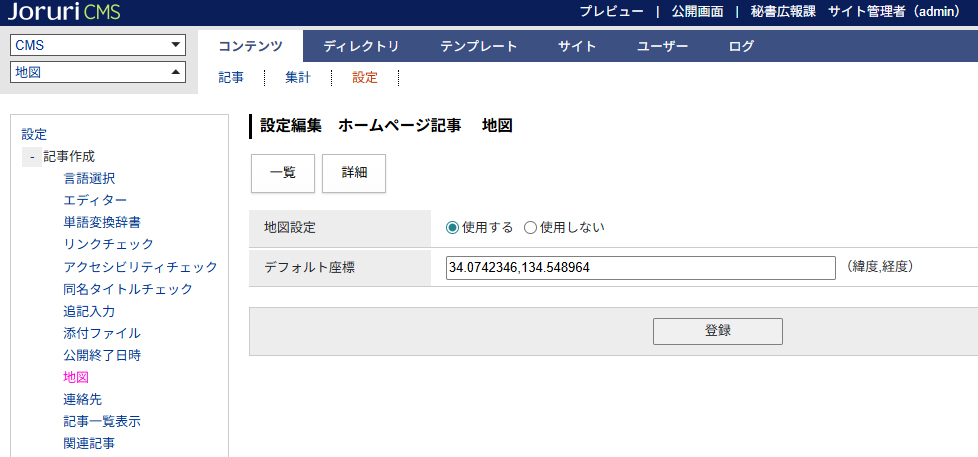 Joruri CMS
プレビュー | 公開画面 | 秘書広報課 サイト管理者（admin）
CMS
地図
コンテンツ ディレクトリ テンプレート サイト ユーザー ログ
記事 集計 設定
設定
- 記事作成
言語選択
エディター
単語変換辞書
リンクチェック
アクセシビリティチェック
同名タイトルチェック
追記入力
添付ファイル
公開終了日時
地図
連絡先
記事一覧表示
関連記事
設定編集 ホームページ記事 地図
一覧 詳細
地図設定 使用する 使用しない
デフォルト座標 34.0742346,134.548964 （緯度,経度）
登録